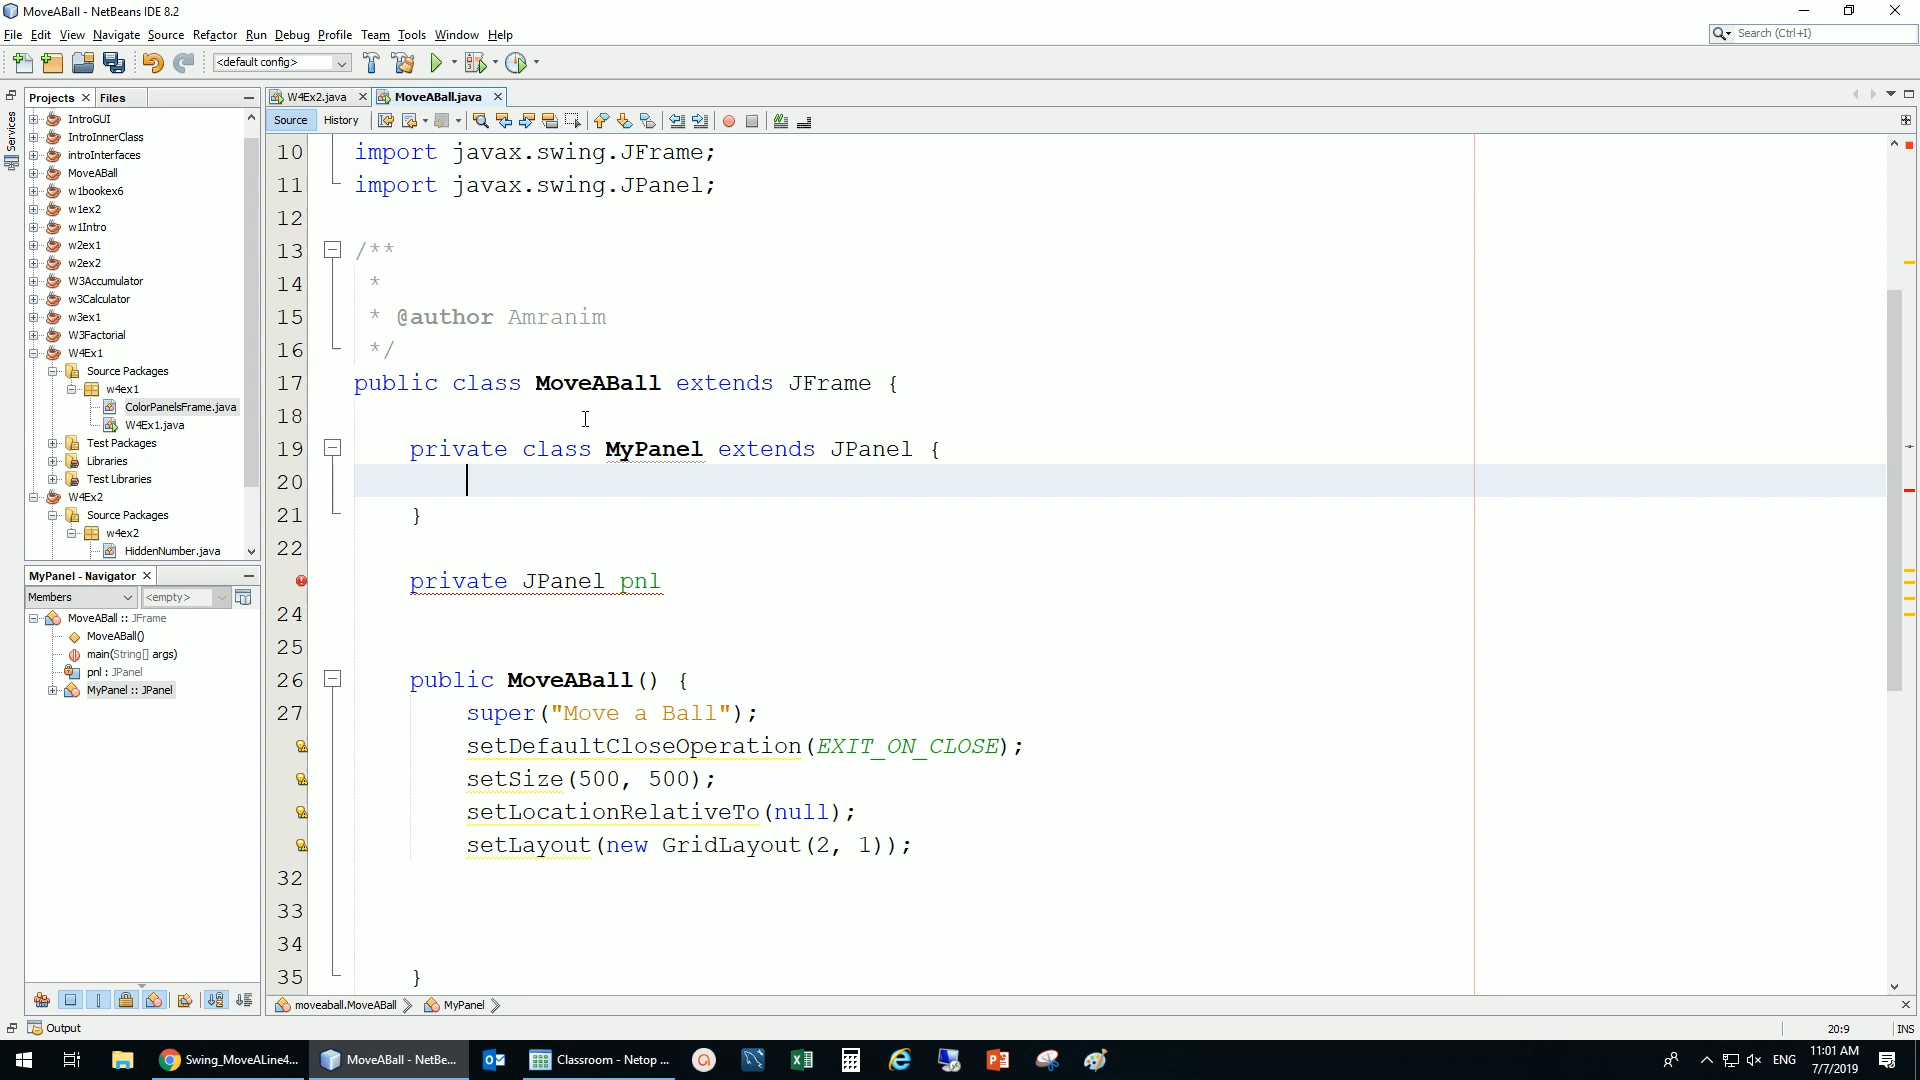 MoveABall - NetBeans IDE 8.2
File Edit View Navigate Source Refactor Run Debug Profile Team Tools Window Help
Search (Ctrl+I)
<default config>
Projects Files
W4Ex2.java MoveABall.java
Services
Source History
IntroGUI
IntroInnerClass
introInterfaces
MoveABall
w1bookex6
w1ex2
w1Intro
w2ex1
w2ex2
W3Accumulator
w3Calculator
w3ex1
W3Factorial
W4Ex1
Source Packages
w4ex1
ColorPanelsFrame.java
W4Ex1.java
Test Packages
Libraries
Test Libraries
W4Ex2
Source Packages
w4ex2
HiddenNumber.java
MyPanel - Navigator
Members <empty>
MoveABall :: JFrame
MoveABall()
main(String[] args)
pnl : JPanel
MyPanel :: JPanel
10 import javax.swing.JFrame;
11 import javax.swing.JPanel;
12
13 /**
14 *
15 * @author Amranim
16 */
17 public class MoveABall extends JFrame {
18
19 private class MyPanel extends JPanel {
20
21 }
22
private JPanel pnl
24
25
26 public MoveABall() {
27 super("Move a Ball");
setDefaultCloseOperation(EXIT_ON_CLOSE);
setSize(500, 500);
setLocationRelativeTo(null);
setLayout(new GridLayout(2, 1));
32
33
34
35 }
moveaball.MoveABall MyPanel
Output
20:9 INS
Swing_MoveALine4... MoveABall - NetBe... Classroom - Netop ...
ENG
11:01 AM
7/7/2019